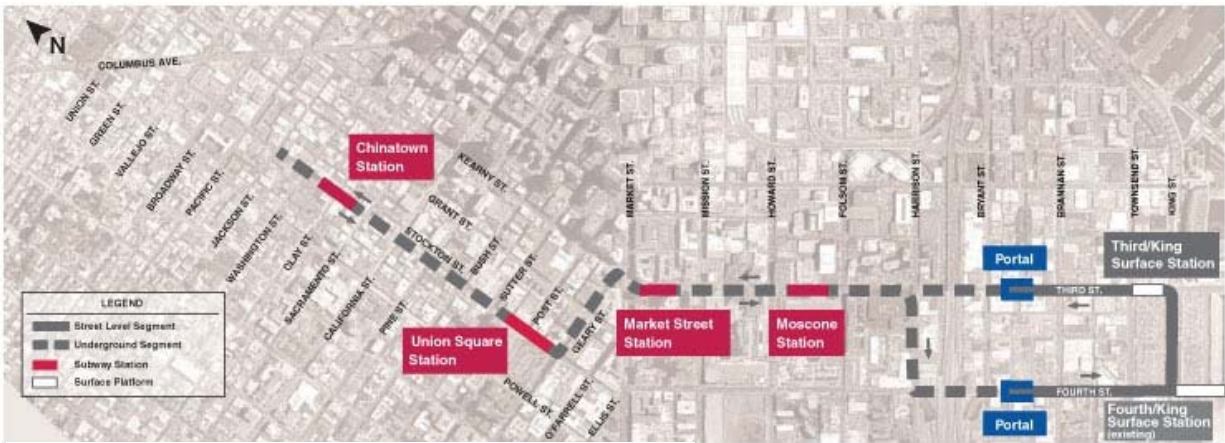 N
COLUMBUS AVE.
UNION ST.
GREEN ST.
VALLEJO ST.
BROADWAY ST.
PACIFIC ST.
JACKSON ST.
WASHINGTON ST.
CLAY ST.
SACRAMENTO ST.
CALIFORNIA ST.
PINE ST.
Chinatown
Station
KEARNY ST.
GRANT ST.
STOCKTON ST.
BUSH ST.
SUTTER ST.
POST ST.
GEARY ST.
Union Square
Station
POWELL ST.
O'FARRELL ST.
ELLIS ST.
MARKET ST.
MISSION ST.
HOWARD ST.
FOLSOM ST.
HARRISON ST.
BRYANT ST.
BRANNAN ST.
TOWNSEND ST.
KING ST.
Market Street
Station
Moscone
Station
Portal
THIRD ST.
Third/King
Surface Station
FOURTH ST.
Portal
Fourth/King
Surface Station
(existing)
LEGEND
Street Level Segment
Underground Segment
Subway Station
Surface Platform